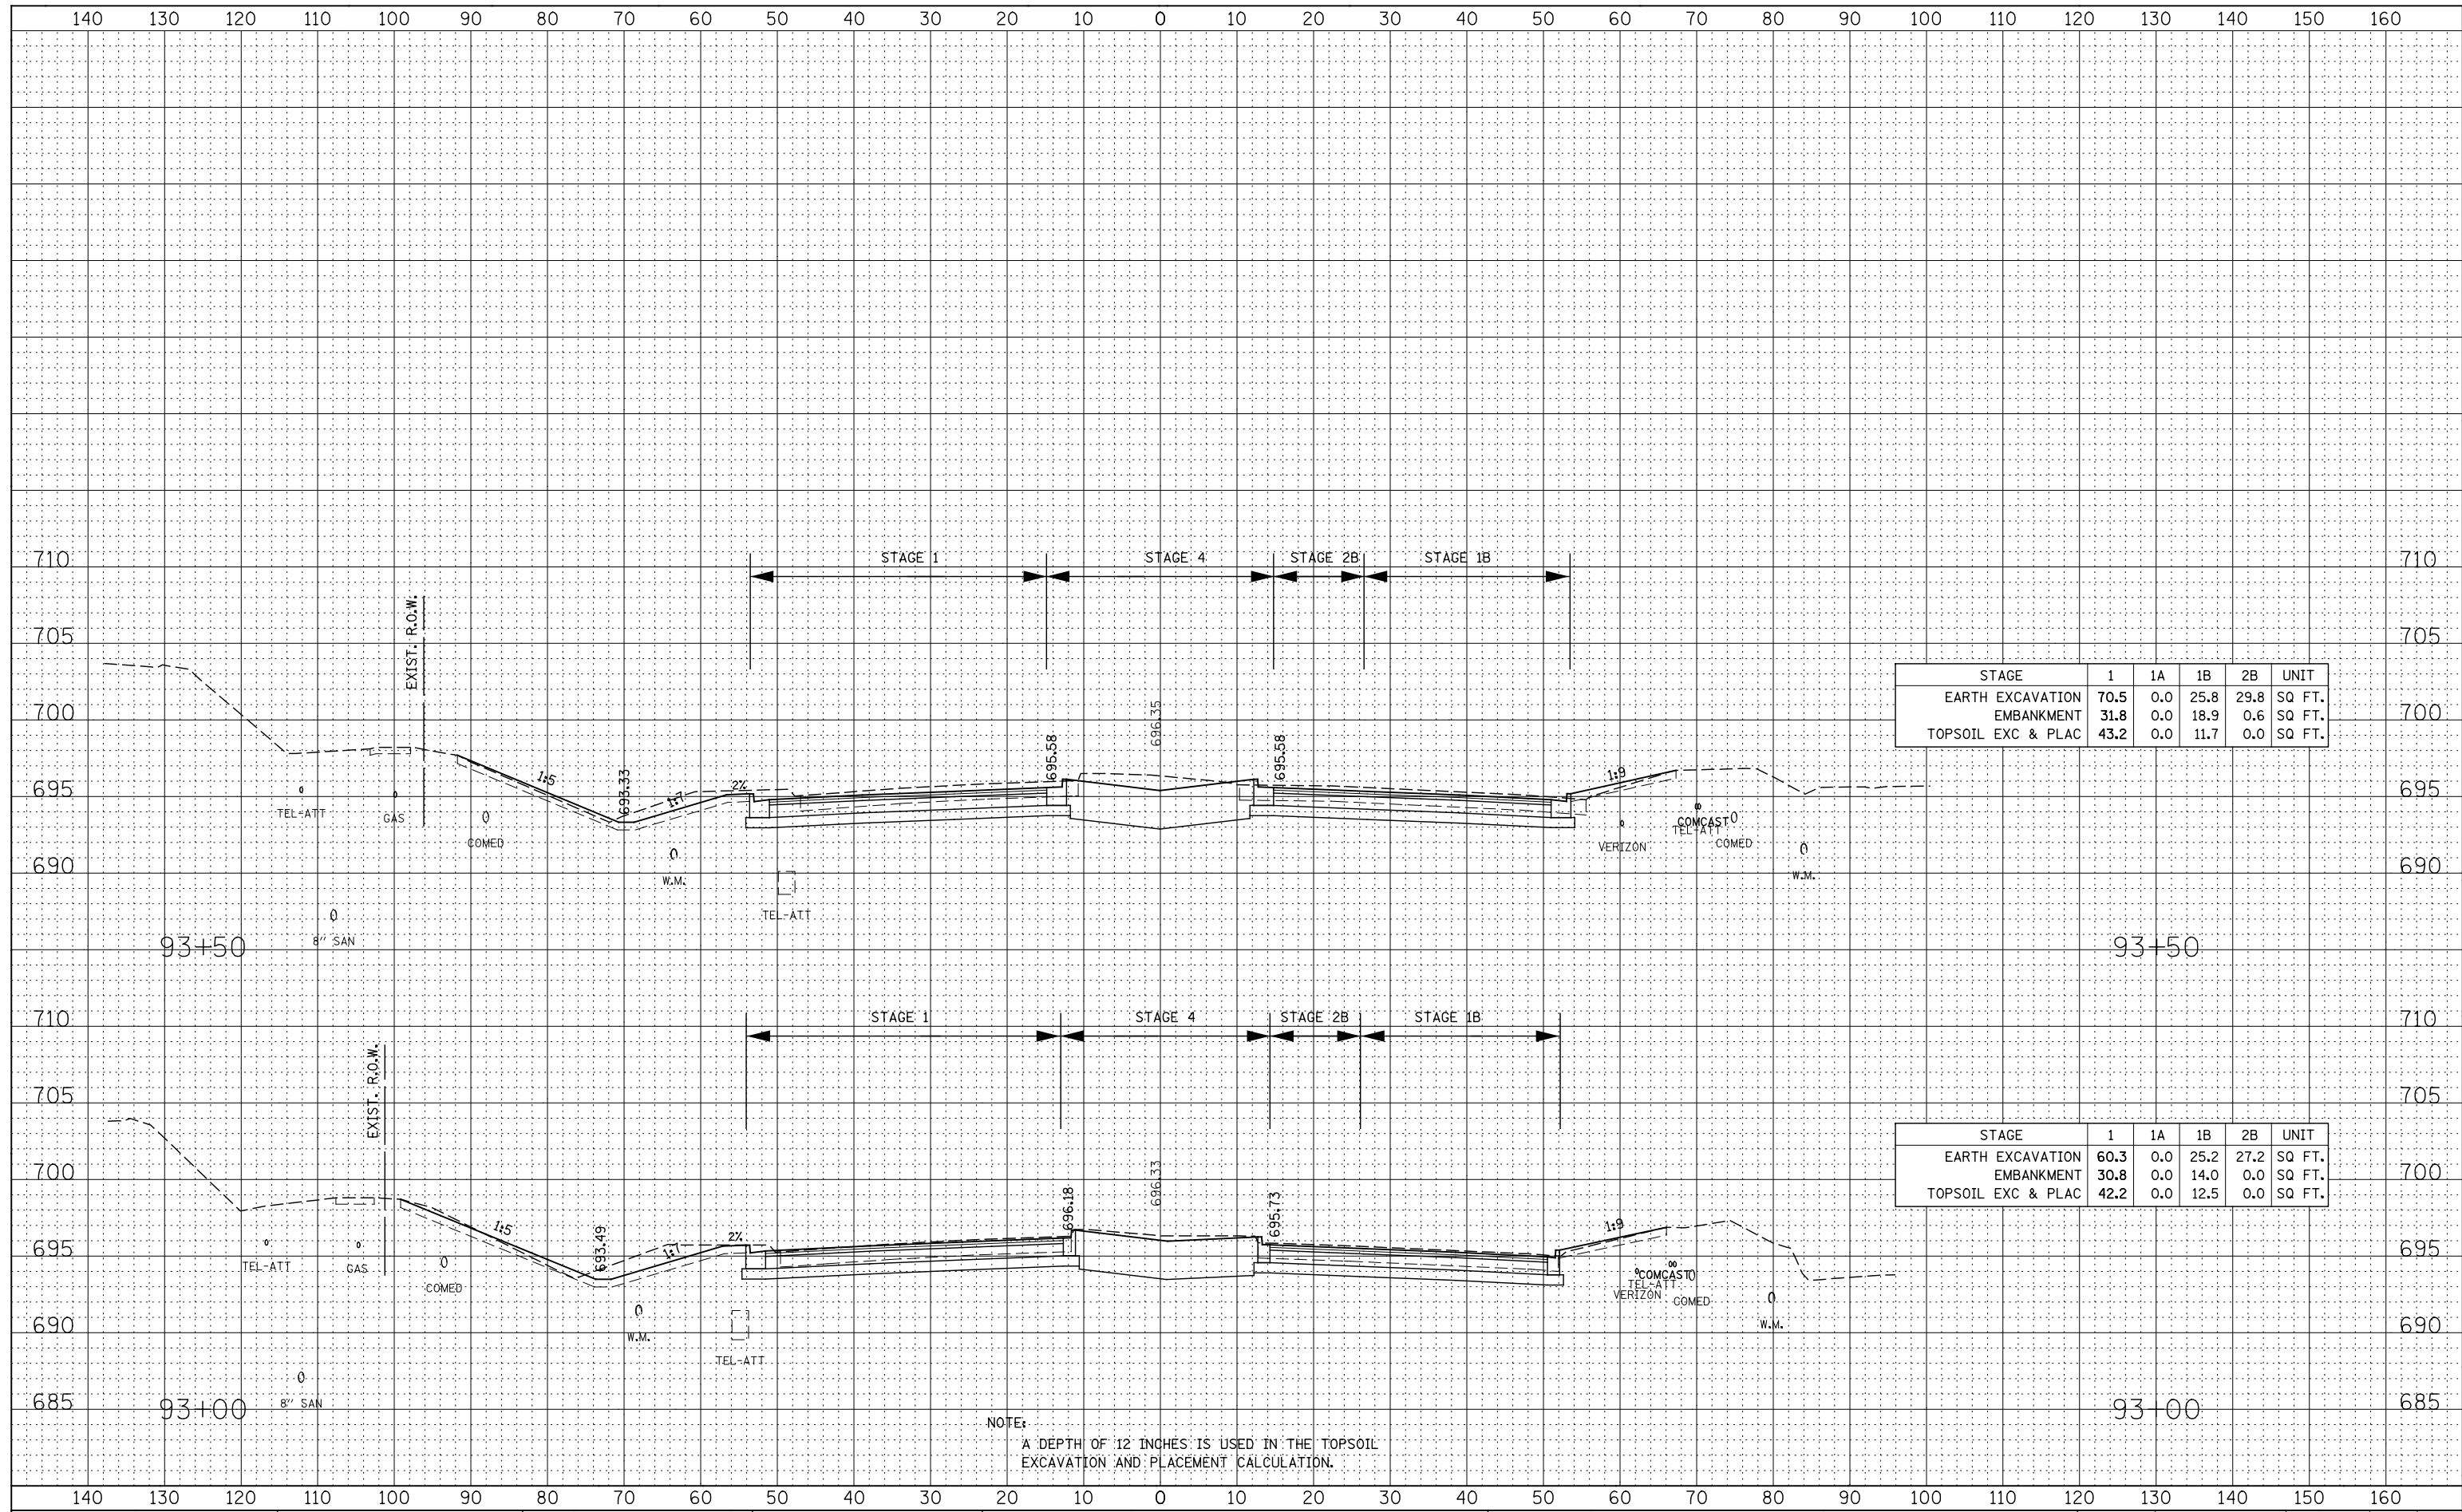 140 130 120 110 100 90 80 70 60 50 40 30 20 10 0 10 20 30 40 50 60 70 80 90 100 110 120 130 140 150 160
STAGE 1 STAGE 4 STAGE 2B STAGE 1B
710 710
EXIST. R.O.W.
705 705
STAGE 1 1A 1B 2B UNIT
EARTH EXCAVATION 70.5 0.0 25.8 29.8 SQ FT.
EMBANKMENT 31.8 0.0 18.9 0.6 SQ FT.
TOPSOIL EXC & PLAC 43.2 0.0 11.7 0.0 SQ FT.
700 700
696.35
695.58 695.58
1:5 693.33 1:7 2% 1:9
695 695
TEL-ATT GAS COMED
COMCAST
TEL-ATT
VERIZON COMED
690 690
W.M. W.M.
TEL-ATT
8'' SAN
93+50 93+50
STAGE 1 STAGE 4 STAGE 2B STAGE 1B
710 710
EXIST. R.O.W.
705 705
STAGE 1 1A 1B 2B UNIT
EARTH EXCAVATION 60.3 0.0 25.2 27.2 SQ FT.
EMBANKMENT 30.8 0.0 14.0 0.0 SQ FT.
TOPSOIL EXC & PLAC 42.2 0.0 12.5 0.0 SQ FT.
700 700
696.33
696.18 695.73
1:5 693.49 1:7 2% 1:9
695 695
TEL-ATT GAS COMED
COMCAST
TEL-ATT
VERIZON COMED
690 690
W.M. W.M.
TEL-ATT
685 685
8'' SAN
93+00 93+00
NOTE:
A DEPTH OF 12 INCHES IS USED IN THE TOPSOIL
EXCAVATION AND PLACEMENT CALCULATION.
140 130 120 110 100 90 80 70 60 50 40 30 20 10 0 10 20 30 40 50 60 70 80 90 100 110 120 130 140 150 160